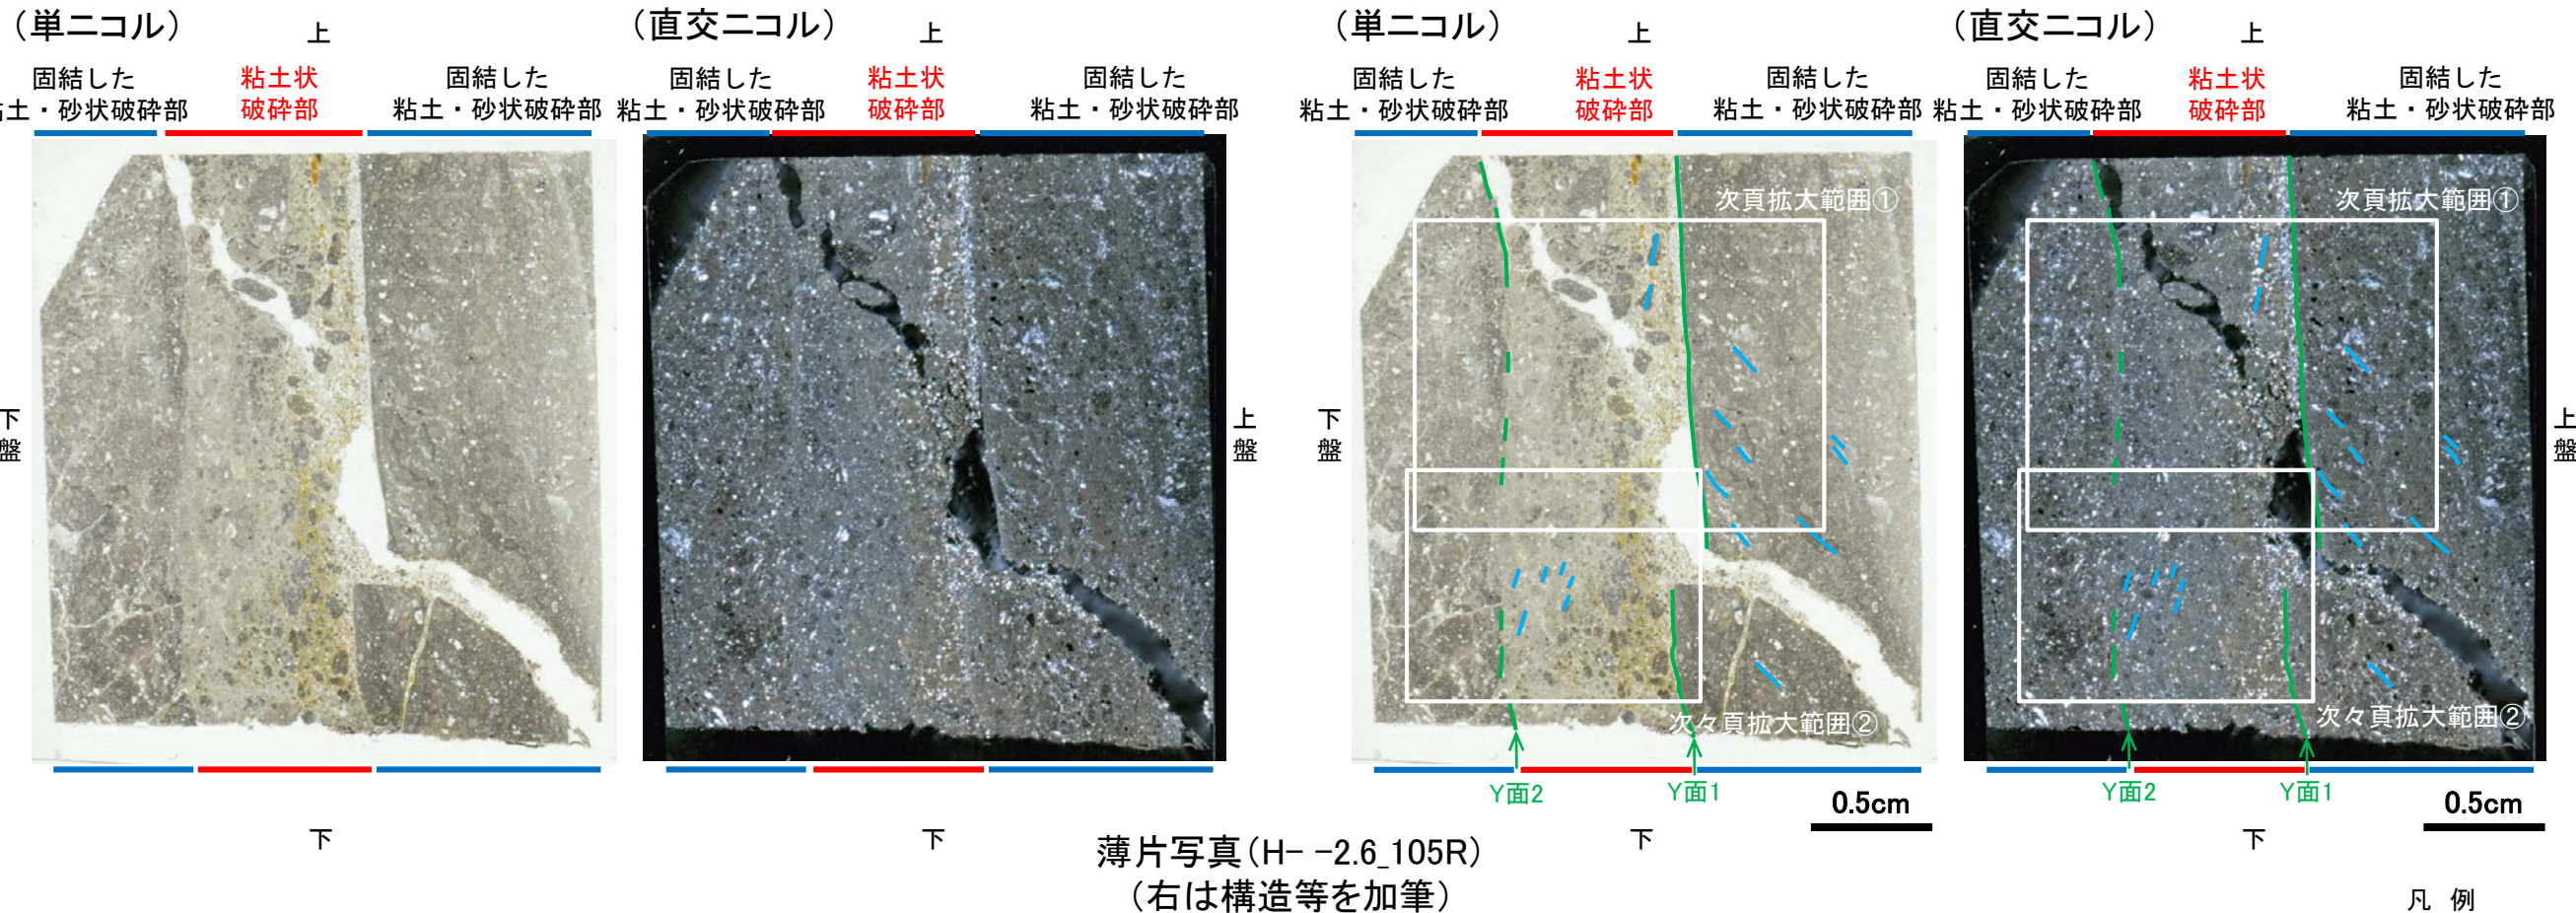 （単ニコル）
上
固結した
粘土・砂状破砕部
粘土状
破砕部
固結した
粘土・砂状破砕部
下
盤
下
（直交ニコル）
上
固結した
粘土・砂状破砕部
粘土状
破砕部
固結した
粘土・砂状破砕部
上
盤
下
（単ニコル）
上
固結した
粘土・砂状破砕部
粘土状
破砕部
固結した
粘土・砂状破砕部
次頁拡大範囲①
下
盤
次々頁拡大範囲②
Y面2
Y面1
0.5cm
下
（直交ニコル）
上
固結した
粘土・砂状破砕部
粘土状
破砕部
固結した
粘土・砂状破砕部
次頁拡大範囲①
上
盤
次々頁拡大範囲②
Y面2
Y面1
0.5cm
下
薄片写真（H- -2.6_105R）
（右は構造等を加筆）
凡 例